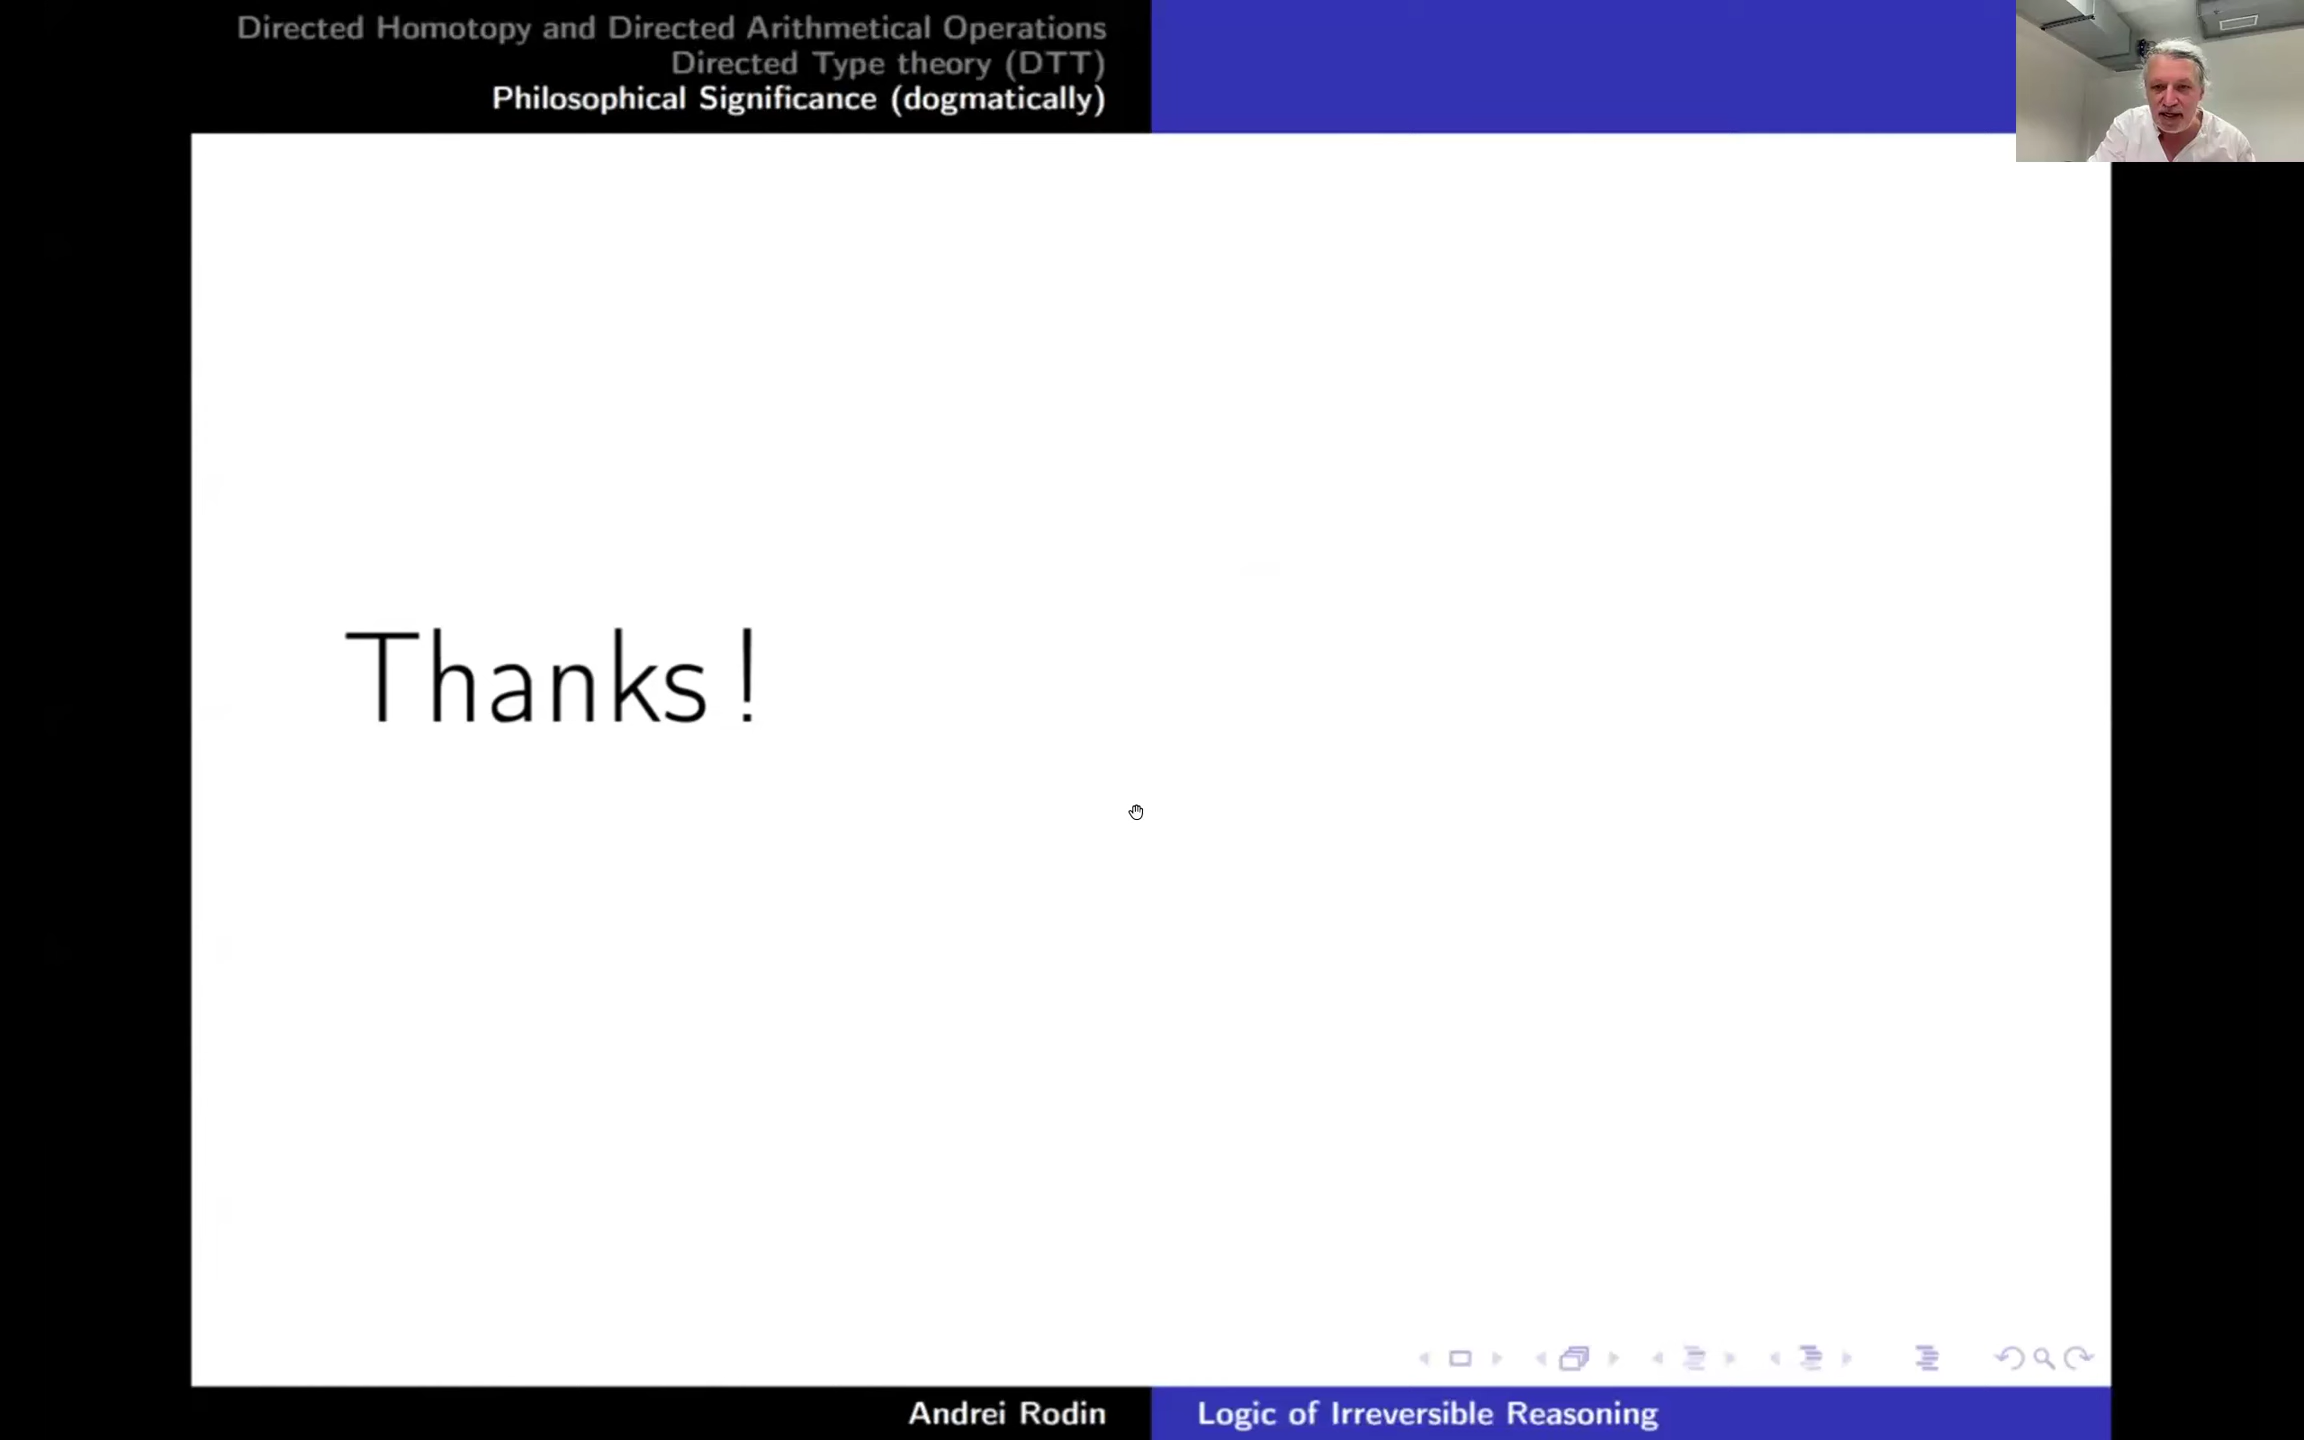 Directed Homotopy and Directed Arithmetical Operations
Directed Type theory (DTT)
Philosophical Significance (dogmatically)
Thanks!
Andrei Rodin
Logic of Irreversible Reasoning